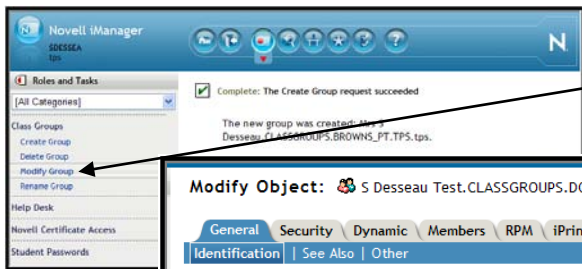 Novell iManager
SDESSEA
tps
N
Roles and Tasks
[All Categories]
Class Groups
Create Group
Delete Group
Modify Group
Rename Group
Help Desk
Novell Certificate Access
Student Passwords
Complete: The Create Group request succeeded
The new group was created: Mrs S
Desseau.CLASSGROUPS.BROWNS_PT.TPS.tps.
Modify Object: S Desseau Test.CLASSGROUPS.DO
General Security Dynamic Members RPM iPrin
Identification | See Also | Other